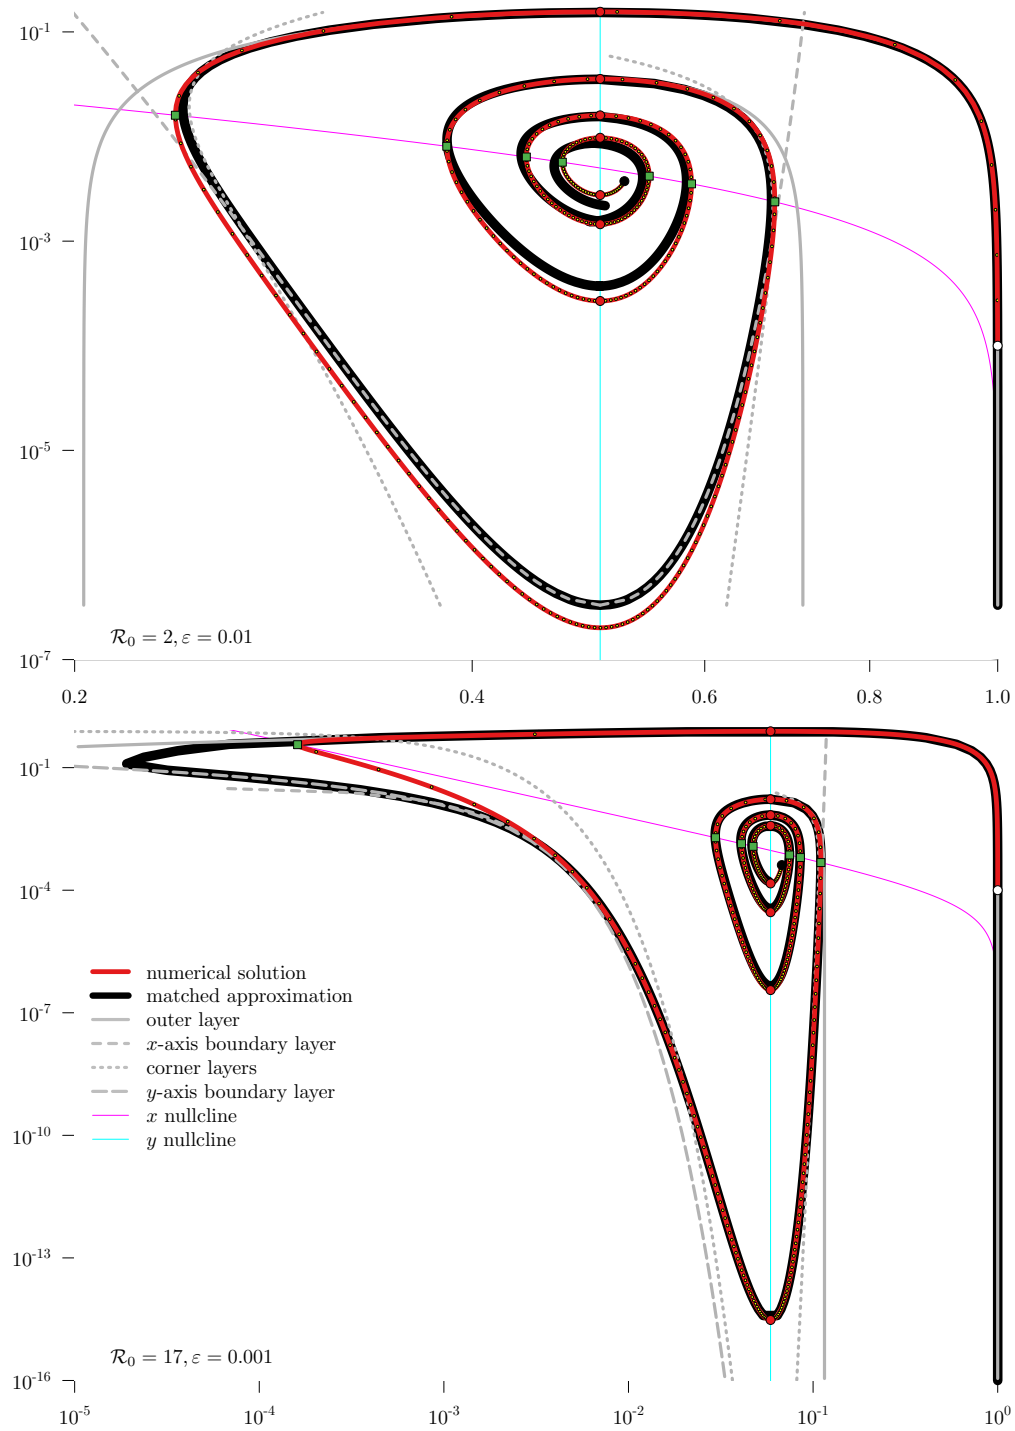 10^-1
10^-3
10^-5
ℛ₀ = 2, ε = 0.01
10^-7
0.2 0.4 0.6 0.8 1.0
10^-1
10^-4
numerical solution
matched approximation
10^-7
outer layer
x-axis boundary layer
corner layers
y-axis boundary layer
x nullcline
10^-10
y nullcline
10^-13
ℛ₀ = 17, ε = 0.001
10^-16
10^-5 10^-4 10^-3 10^-2 10^-1 10^0